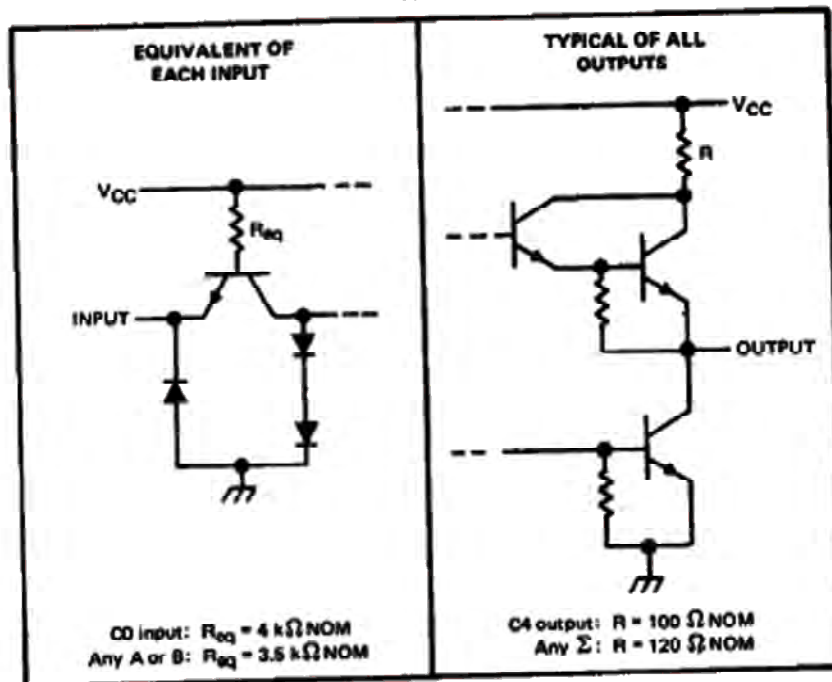 EQUIVALENT OF
EACH INPUT
VCC
Req
INPUT
C0 input: Req = 4 kΩ NOM
Any A or B: Req = 3.5 kΩ NOM
TYPICAL OF ALL
OUTPUTS
VCC
R
OUTPUT
C4 output: R = 100 Ω NOM
Any Σ: R = 120 Ω NOM